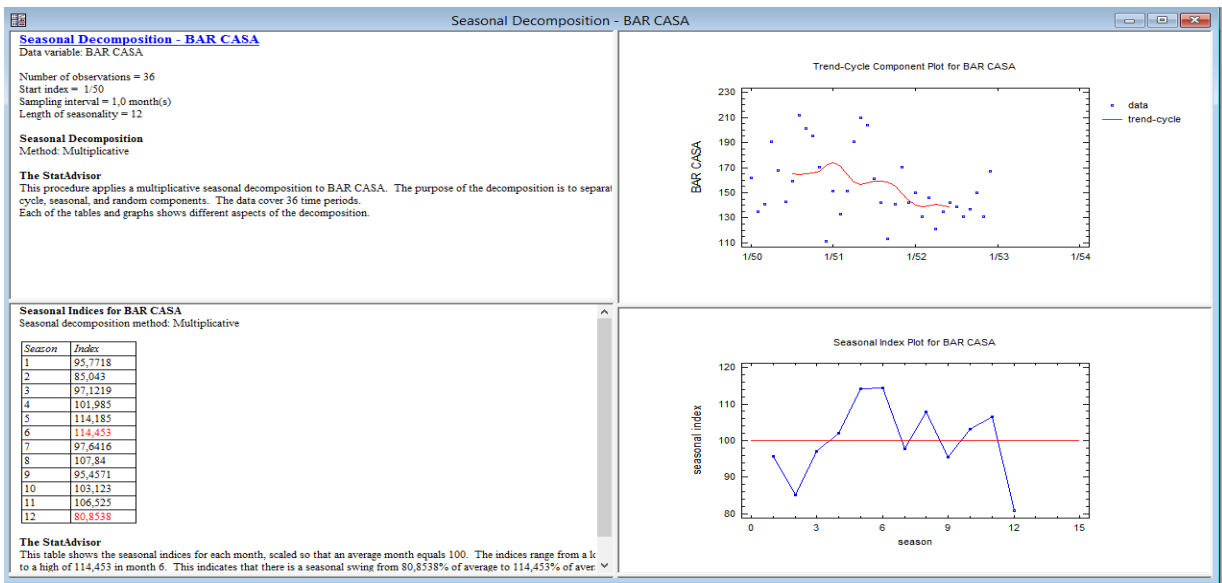 Seasonal Decomposition - BAR CASA
Seasonal Decomposition - BAR CASA
Data variable: BAR CASA
Number of observations = 36
Start index = 1/50
Sampling interval = 1,0 month(s)
Length of seasonality = 12
Seasonal Decomposition
Method: Multiplicative
The StatAdvisor
This procedure applies a multiplicative seasonal decomposition to BAR CASA. The purpose of the decomposition is to separat
cycle, seasonal, and random components. The data cover 36 time periods.
Each of the tables and graphs shows different aspects of the decomposition.
Trend-Cycle Component Plot for BAR CASA
BAR CASA
230
210
190
170
150
130
110
1/50 1/51 1/52 1/53 1/54
data
trend-cycle
Seasonal Indices for BAR CASA
Seasonal decomposition method: Multiplicative
Season Index
1 95,7718
2 85,043
3 97,1219
4 101,985
5 114,185
6 114,453
7 97,6416
8 107,84
9 95,4571
10 103,123
11 106,525
12 80,8538
The StatAdvisor
This table shows the seasonal indices for each month, scaled so that an average month equals 100. The indices range from a lo
to a high of 114,453 in month 6. This indicates that there is a seasonal swing from 80,8538% of average to 114,453% of aver
Seasonal Index Plot for BAR CASA
seasonal index
120
110
100
90
80
0 3 6 9 12 15
season